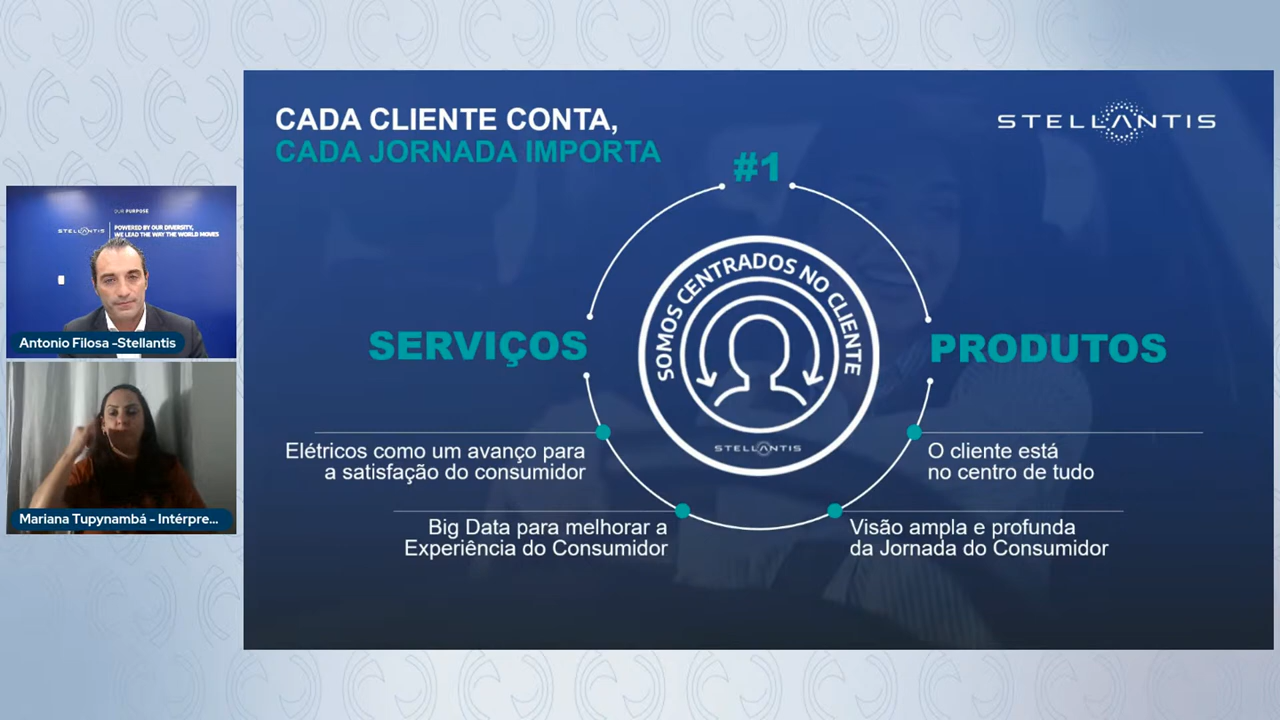 CADA CLIENTE CONTA,
CADA JORNADA IMPORTA
STELLANTIS
#1
OUR PURPOSE
STELLANTIS
POWERED BY OUR DIVERSITY,
WE LEAD THE WAY THE WORLD MOVES
Antonio Filosa -Stellantis
Mariana Tupynambá - Intérpre...
SOMOS CENTRADOS NO CLIENTE
STELLANTIS
SERVIÇOS
Elétricos como um avanço para
a satisfação do consumidor
Big Data para melhorar a
Experiência do Consumidor
PRODUTOS
O cliente está
no centro de tudo
Visão ampla e profunda
da Jornada do Consumidor